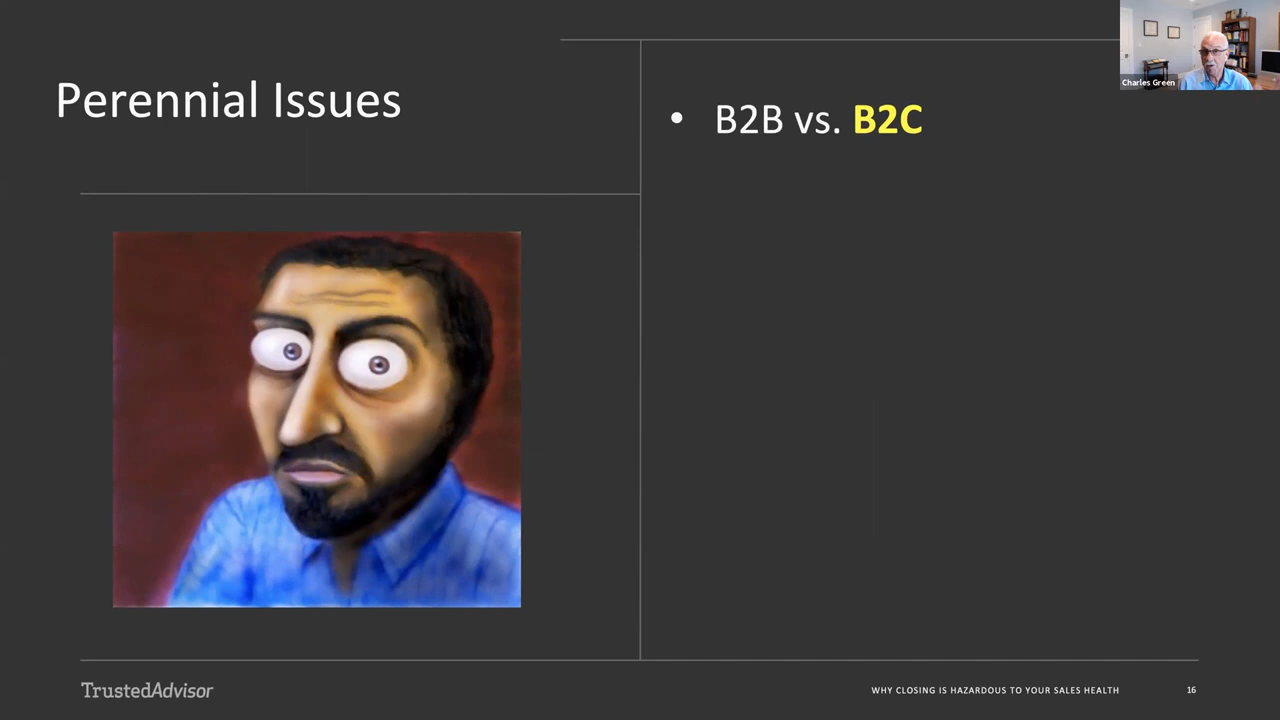 Perennial Issues
• B2B vs. B2C
Charles Green
TrustedAdvisor
WHY CLOSING IS HAZARDOUS TO YOUR SALES HEALTH
16